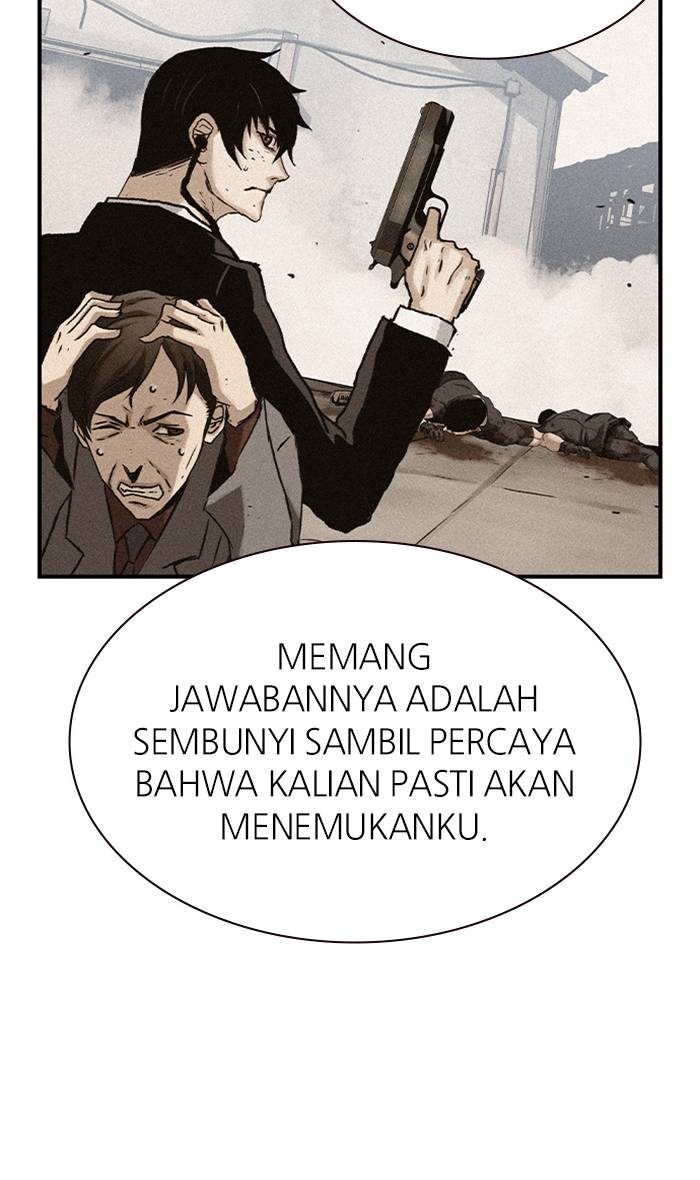 MEMANG
JAWABANNYA ADALAH
SEMBUNYI SAMBIL PERCAYA
BAHWA KALIAN PASTI AKAN
MENEMUKANKU.